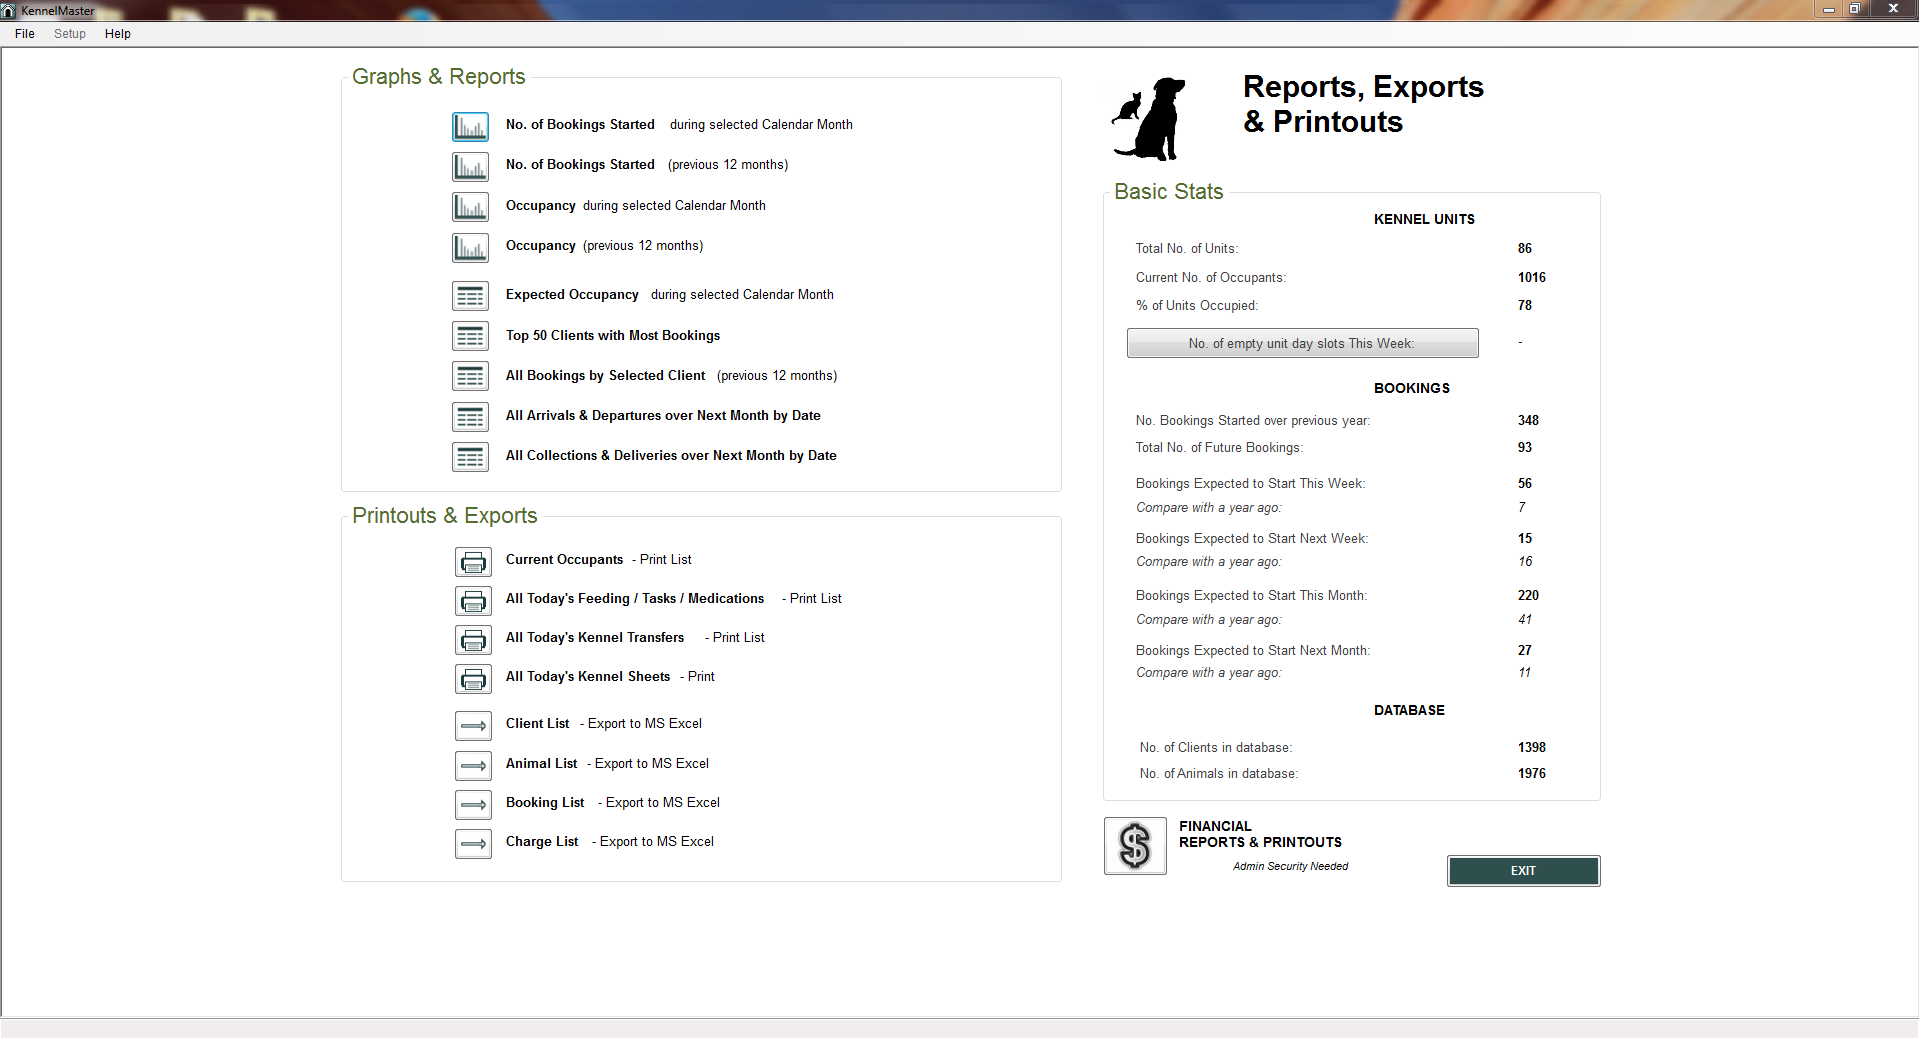 KennelMaster
File Setup Help
Graphs & Reports
No. of Bookings Started during selected Calendar Month
No. of Bookings Started (previous 12 months)
Occupancy during selected Calendar Month
Occupancy (previous 12 months)
Expected Occupancy during selected Calendar Month
Top 50 Clients with Most Bookings
All Bookings by Selected Client (previous 12 months)
All Arrivals & Departures over Next Month by Date
All Collections & Deliveries over Next Month by Date
Printouts & Exports
Current Occupants - Print List
All Today's Feeding / Tasks / Medications - Print List
All Today's Kennel Transfers - Print List
All Today's Kennel Sheets - Print
Client List - Export to MS Excel
Animal List - Export to MS Excel
Booking List - Export to MS Excel
Charge List - Export to MS Excel
Reports, Exports
& Printouts
Basic Stats
KENNEL UNITS
Total No. of Units: 86
Current No. of Occupants: 1016
% of Units Occupied: 78
No. of empty unit day slots This Week: -
BOOKINGS
No. Bookings Started over previous year: 348
Total No. of Future Bookings: 93
Bookings Expected to Start This Week: 56
Compare with a year ago: 7
Bookings Expected to Start Next Week: 15
Compare with a year ago: 16
Bookings Expected to Start This Month: 220
Compare with a year ago: 41
Bookings Expected to Start Next Month: 27
Compare with a year ago: 11
DATABASE
No. of Clients in database: 1398
No. of Animals in database: 1976
$
FINANCIAL
REPORTS & PRINTOUTS
Admin Security Needed
EXIT